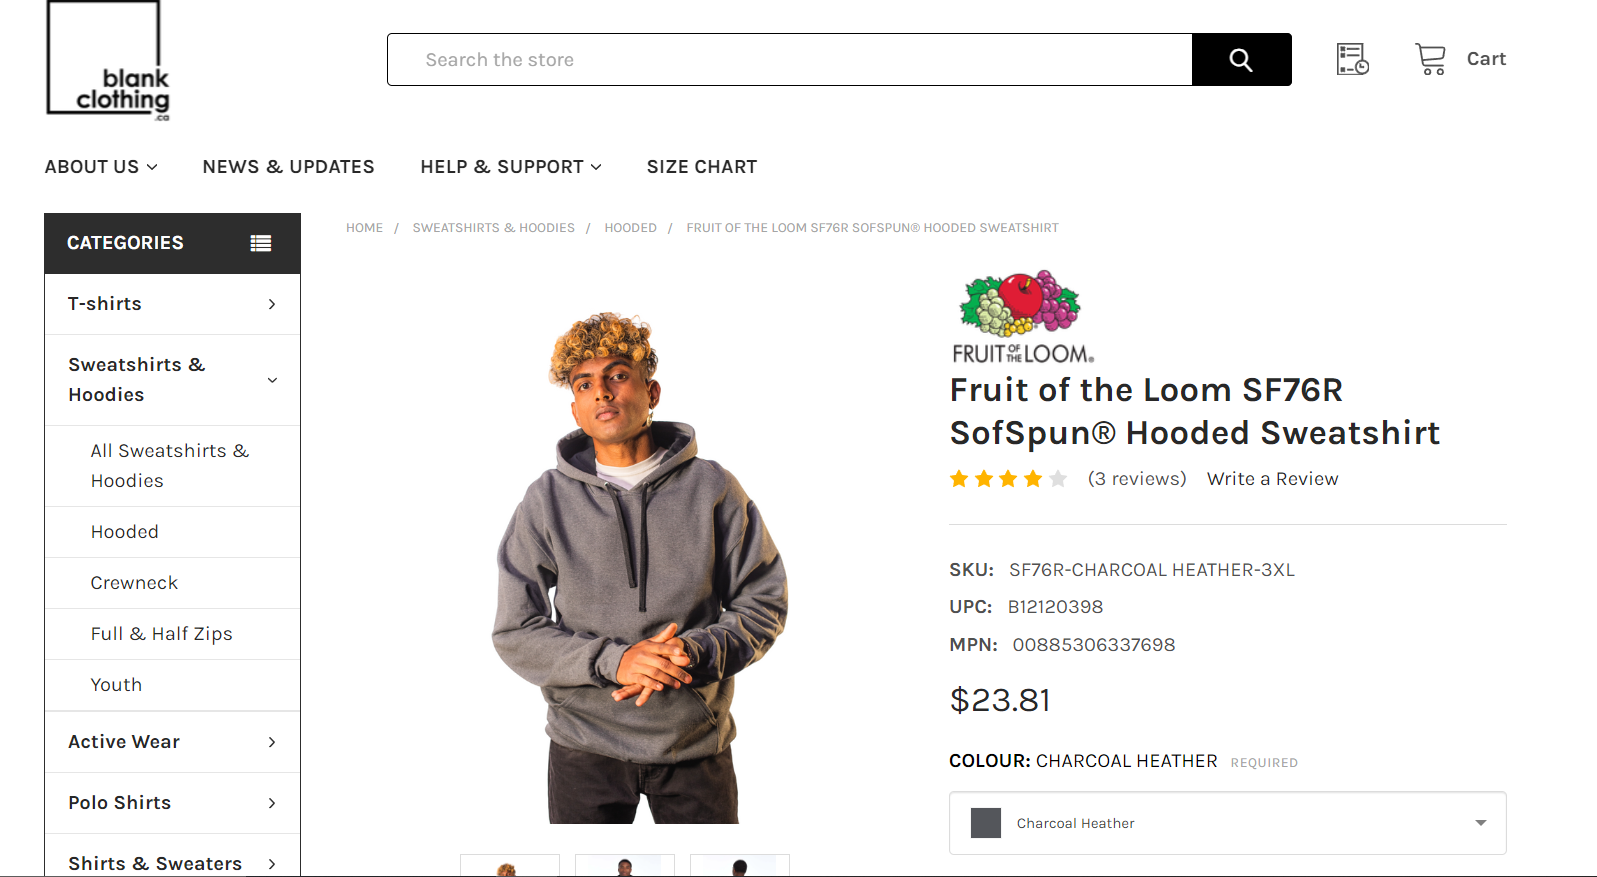 blank
clothing
.ca
Search the store
Cart
ABOUT US
NEWS & UPDATES
HELP & SUPPORT
SIZE CHART
CATEGORIES
T-shirts
Sweatshirts &
Hoodies
All Sweatshirts &
Hoodies
Hooded
Crewneck
Full & Half Zips
Youth
Active Wear
Polo Shirts
Shirts & Sweaters
HOME / SWEATSHIRTS & HOODIES / HOODED / FRUIT OF THE LOOM SF76R SOFSPUN® HOODED SWEATSHIRT
FRUIT OF THE LOOM®
Fruit of the Loom SF76R
SofSpun® Hooded Sweatshirt
(3 reviews) Write a Review
SKU: SF76R-CHARCOAL HEATHER-3XL
UPC: B12120398
MPN: 00885306337698
$23.81
COLOUR: CHARCOAL HEATHER REQUIRED
Charcoal Heather